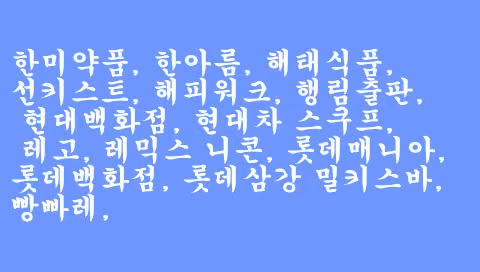 한미약품, 한아름, 해태식품,
선키스트, 해피워크, 행림출판,
현대백화점, 현대차 스쿠프,
레고, 레믹스 니콘, 롯데매니아,
롯데백화점, 롯데삼강 밀키스바,
빵빠레,